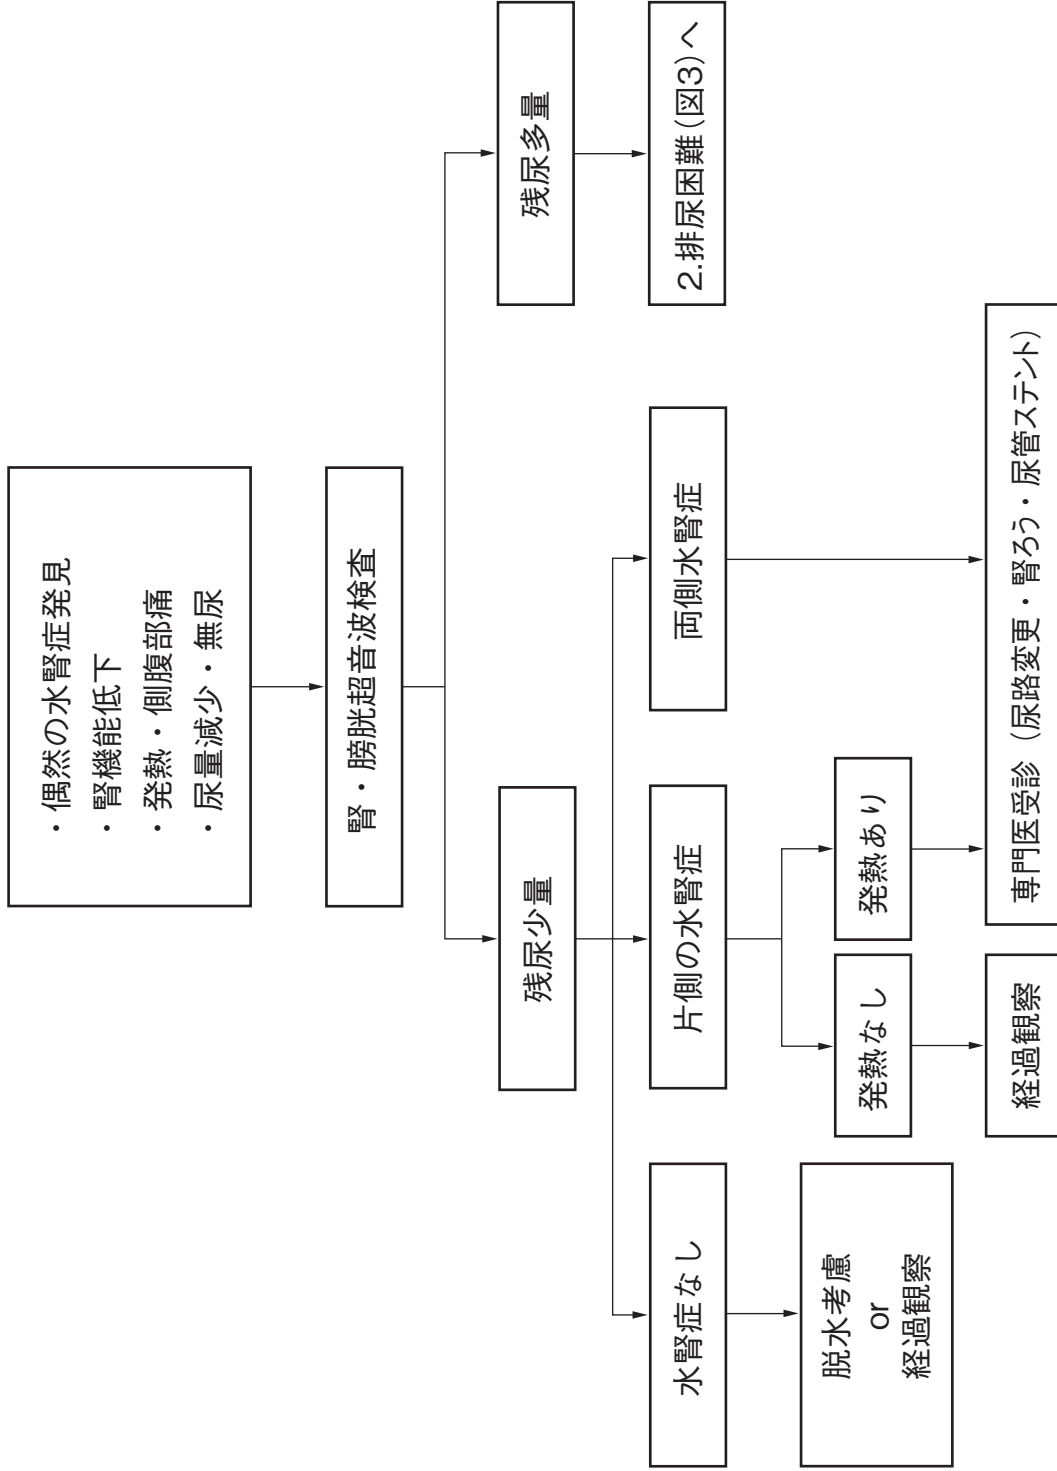 ・偶然の水腎症発見
・腎機能低下
・発熱・側腹部痛
・尿量減少・無尿
腎・膀胱超音波検査
残尿少量
残尿多量
水腎症なし
片側の水腎症
両側水腎症
2.排尿困難（図3）へ
脱水考慮
or
経過観察
発熱なし
発熱あり
経過観察
専門医受診（尿路変更・腎ろう・尿管ステント）